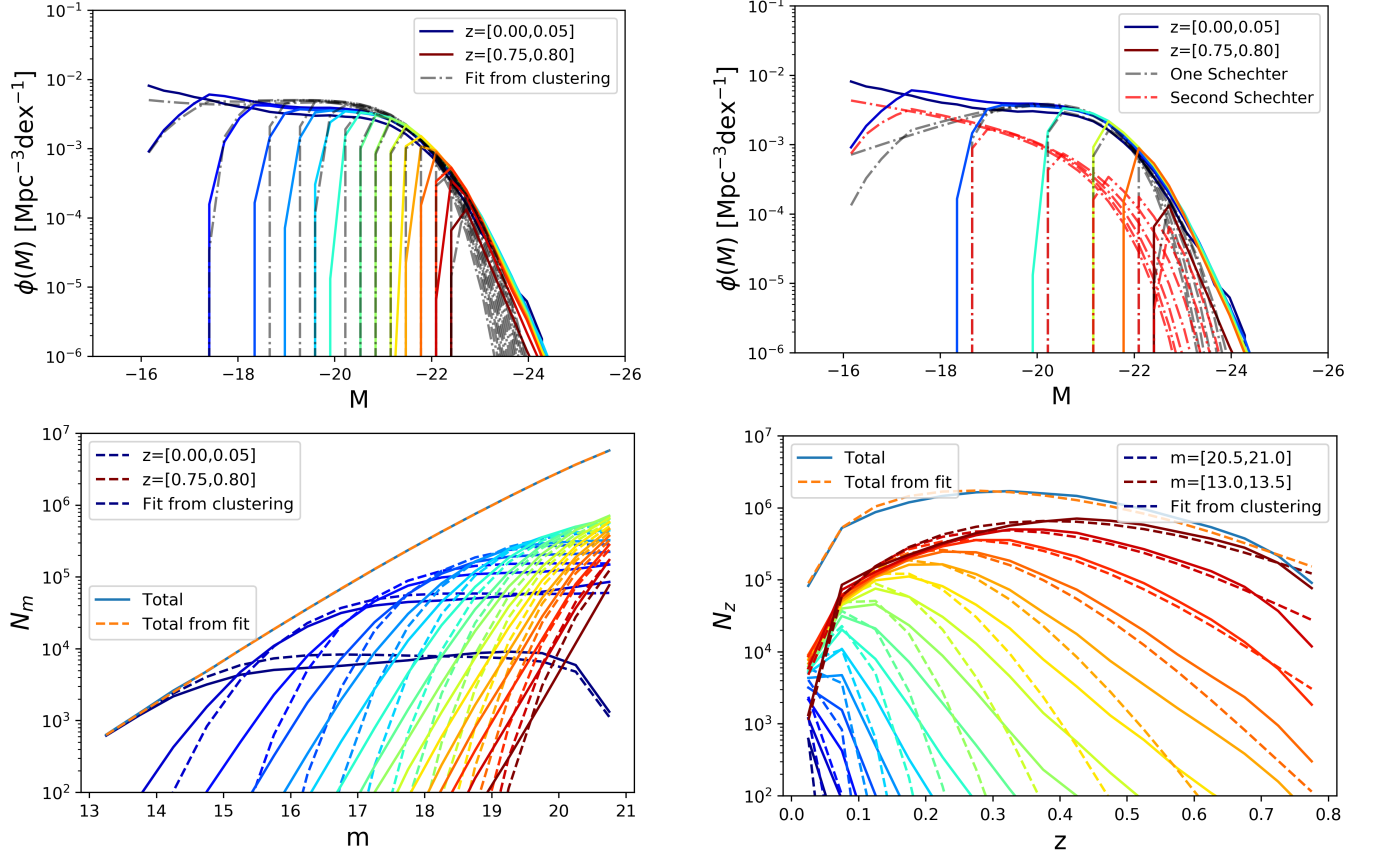 10⁻¹
10⁻²
10⁻³
10⁻⁴
10⁻⁵
10⁻⁶
ϕ(M) [Mpc⁻³dex⁻¹]
z=[0.00,0.05]
z=[0.75,0.80]
Fit from clustering
−16 −18 −20 −22 −24 −26
M
10⁻¹
10⁻²
10⁻³
10⁻⁴
10⁻⁵
10⁻⁶
ϕ(M) [Mpc⁻³dex⁻¹]
z=[0.00,0.05]
z=[0.75,0.80]
One Schechter
Second Schechter
−16 −18 −20 −22 −24 −26
M
10⁷
10⁶
10⁵
10⁴
10³
10²
Nₘ
z=[0.00,0.05]
z=[0.75,0.80]
Fit from clustering
Total
Total from fit
13 14 15 16 17 18 19 20 21
m
10⁷
10⁶
10⁵
10⁴
10³
10²
N_z
Total
Total from fit
m=[20.5,21.0]
m=[13.0,13.5]
Fit from clustering
0.0 0.1 0.2 0.3 0.4 0.5 0.6 0.7 0.8
z